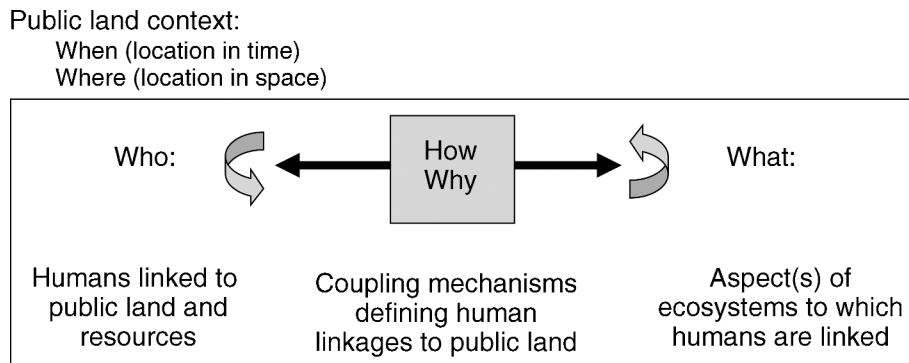 Public land context:
When (location in time)
Where (location in space)
Who:
How
Why
What:
Humans linked to
public land and
resources
Coupling mechanisms
defining human
linkages to public land
Aspect(s) of
ecosystems to which
humans are linked